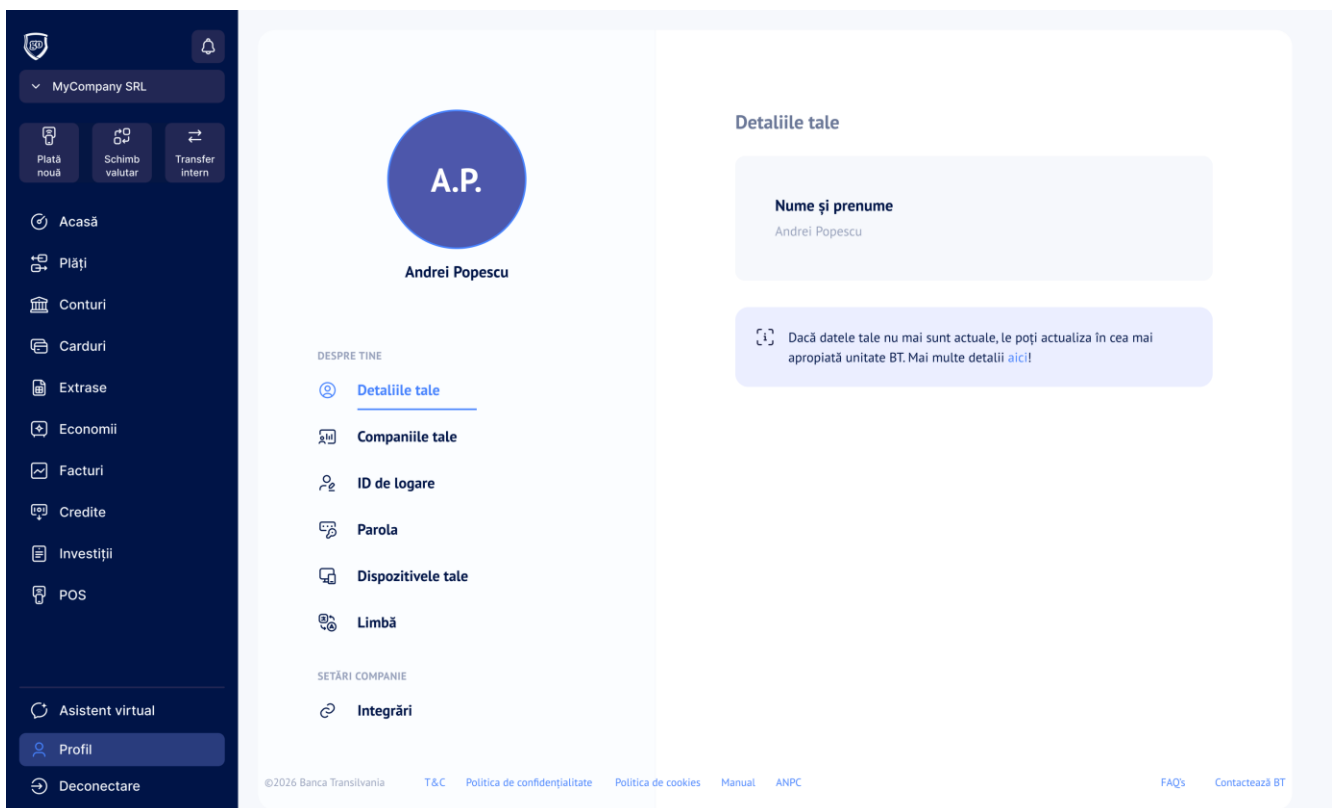 MyCompany SRL
Plată nouă
Schimb valutar
Transfer intern
Acasă
Plăți
Conturi
Carduri
Extrase
Economii
Facturi
Credite
Investiții
POS
Asistent virtual
Profil
Deconectare
A.P.
Andrei Popescu
DESPRE TINE
Detaliile tale
Companiile tale
ID de logare
Parola
Dispozitivele tale
Limbă
SETĂRI COMPANIE
Integrări
Detaliile tale
Nume și prenume
Andrei Popescu
Dacă datele tale nu mai sunt actuale, le poți actualiza în cea mai
apropiată unitate BT. Mai multe detalii aici!
©2026 Banca Transilvania T&C Politica de confidențialitate Politica de cookies Manual ANPC FAQ's Contactează BT